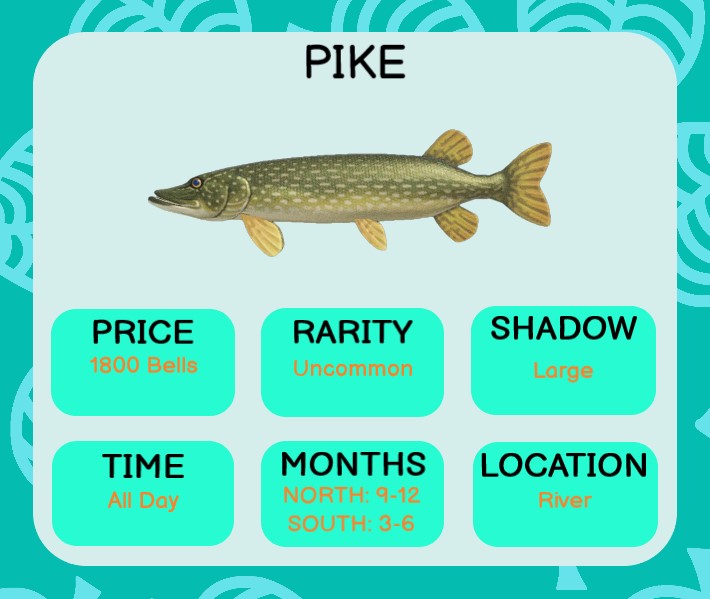 PIKE
PRICE
1800 Bells
RARITY
Uncommon
SHADOW
Large
TIME
All Day
MONTHS
NORTH: 9-12
SOUTH: 3-6
LOCATION
River